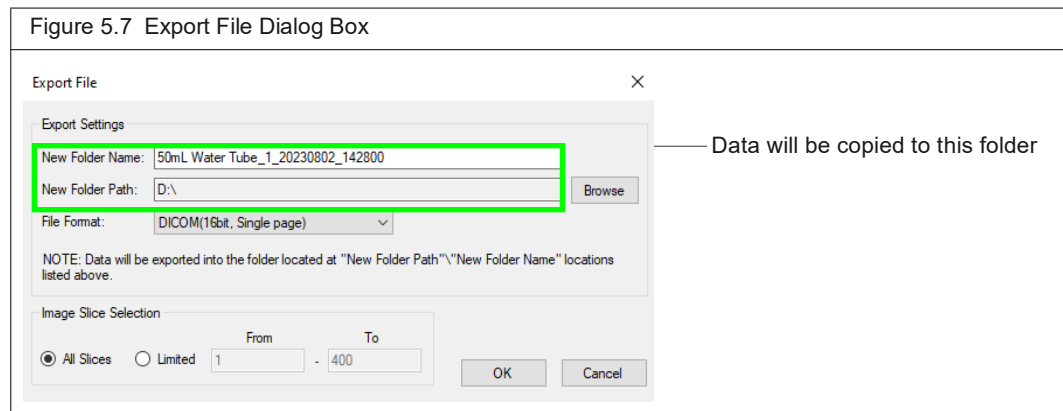 Figure 5.7 Export File Dialog Box
Export File
Export Settings
New Folder Name: 50mL Water Tube_1_20230802_142800
Data will be copied to this folder
New Folder Path: D:\ Browse
File Format: DICOM(16bit, Single page)
NOTE: Data will be exported into the folder located at "New Folder Path"\"New Folder Name" locations
listed above.
Image Slice Selection
From To
All Slices Limited 1 - 400
OK Cancel